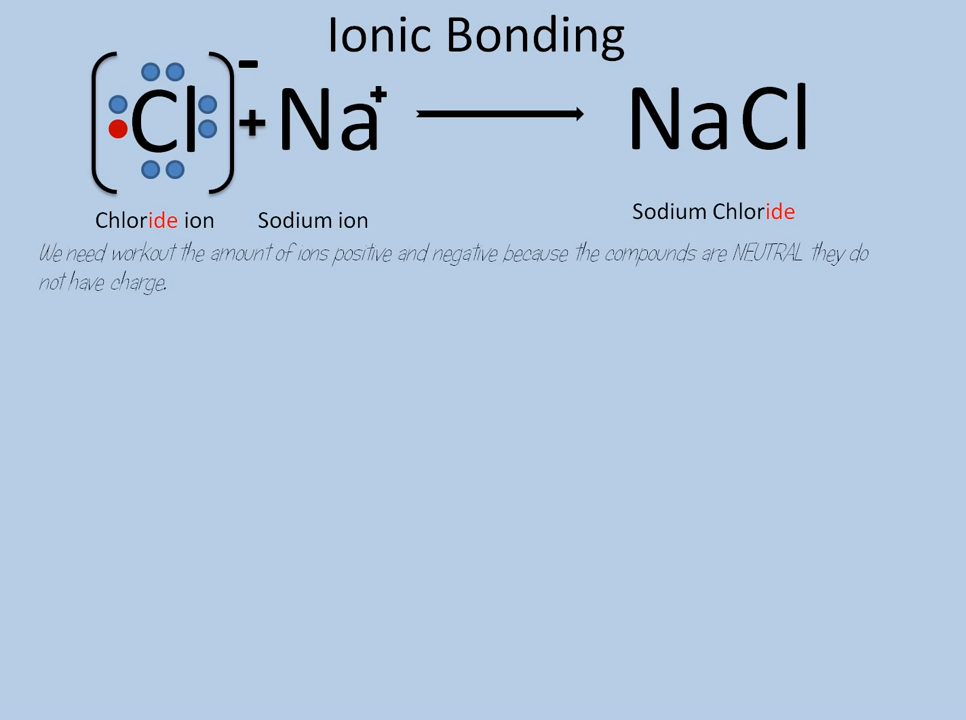 Ionic Bonding
Cl - + Na+ NaCl
Chloride ion Sodium ion Sodium Chloride
We need workout the amount of ions positive and negative because the compounds are NEUTRAL they do
not have charge.